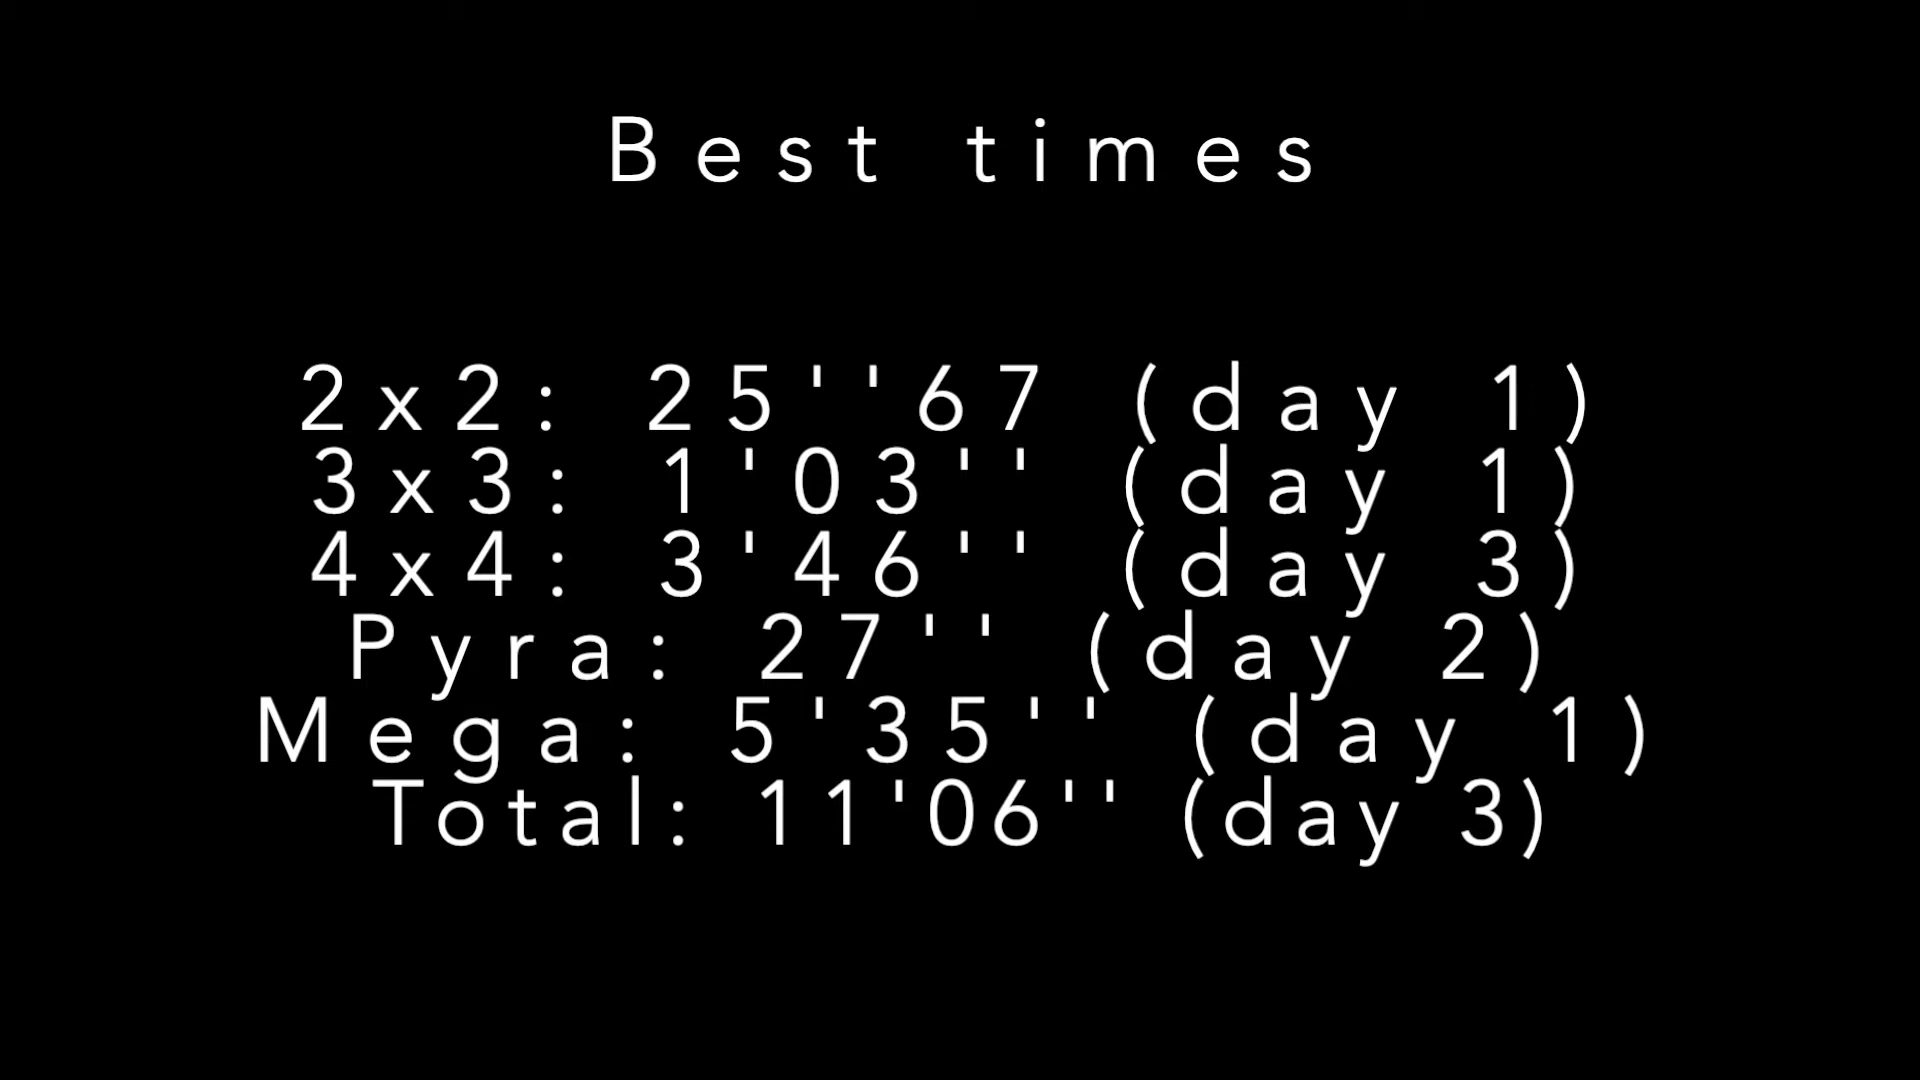 Best times
2x2: 25''67 (day 1)
3x3: 1'03'' (day 1)
4x4: 3'46'' (day 3)
Pyra: 27'' (day 2)
Mega: 5'35'' (day 1)
Total: 11'06'' (day 3)